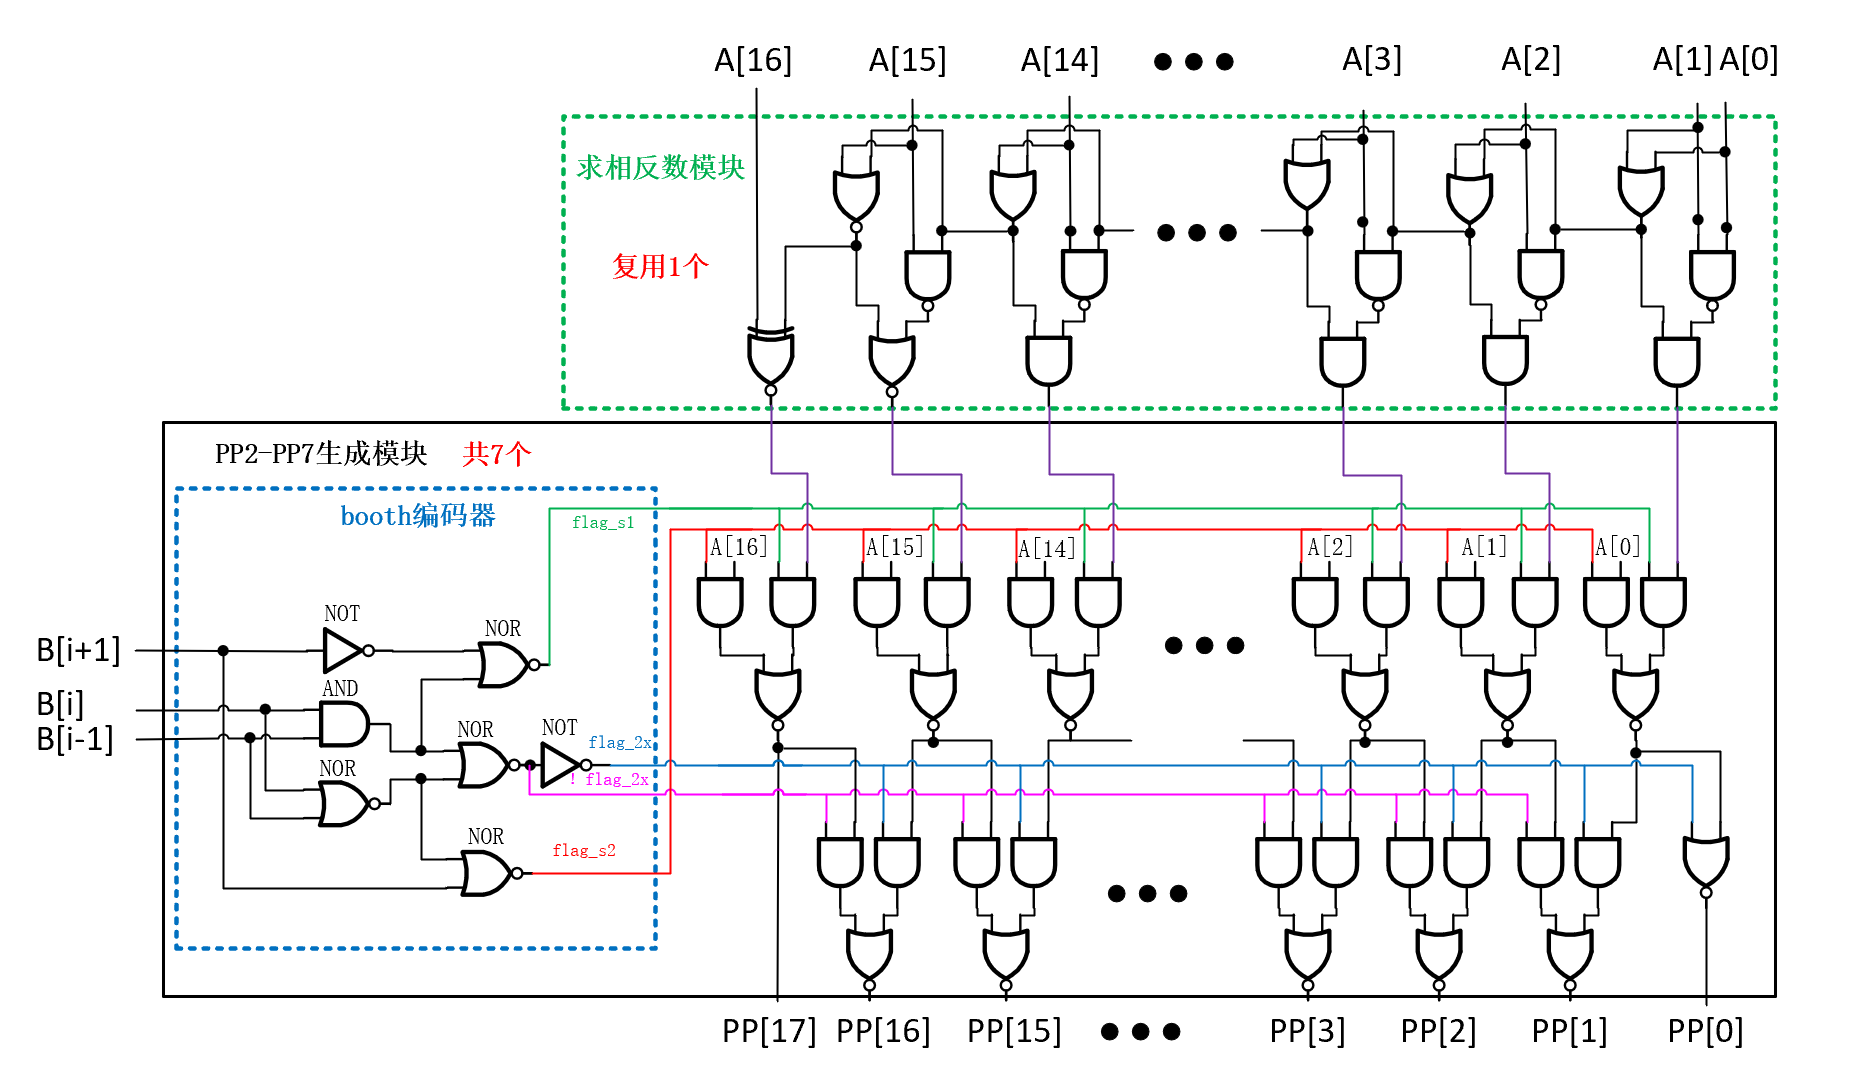 A[16] A[15] A[14] A[3] A[2] A[1] A[0]
求相反数模块
复用1个
PP2-PP7生成模块 共7个
booth编码器
flag_s1
A[16] A[15] A[14] A[2] A[1] A[0]
NOT
NOR
B[i+1]
AND
B[i]
NOR
NOT
B[i-1]
flag_2x
NOR
! flag_2x
NOR
flag_s2
PP[17] PP[16] PP[15] PP[3] PP[2] PP[1] PP[0]